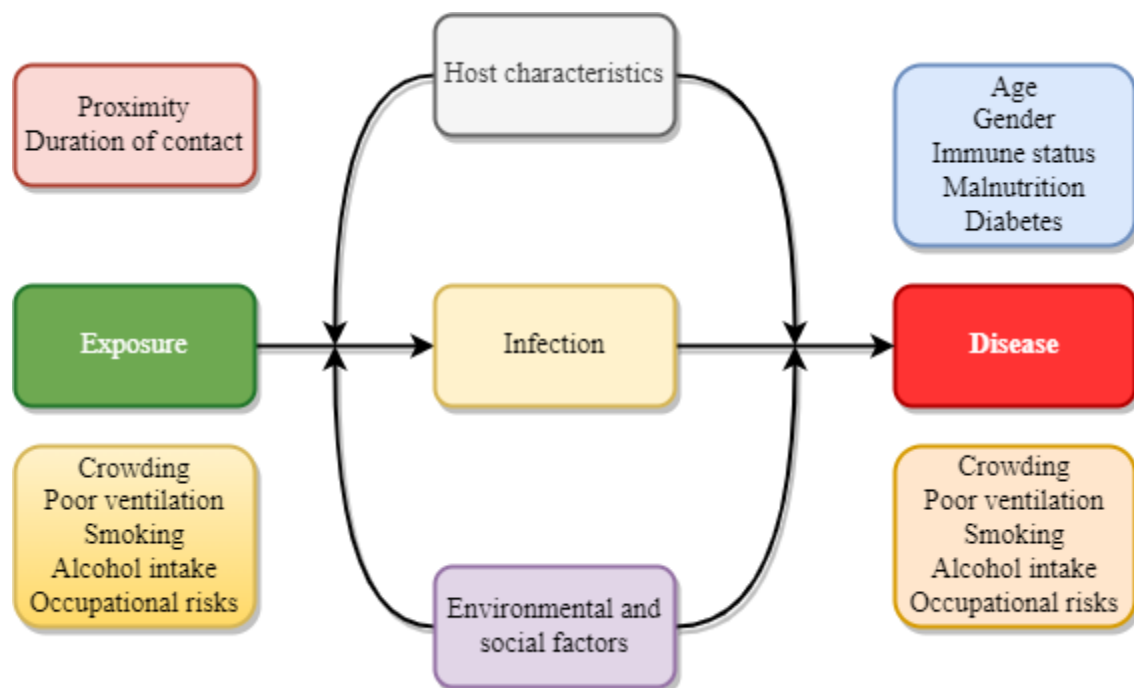 Host characteristics
Proximity
Duration of contact
Age
Gender
Immune status
Malnutrition
Diabetes
Exposure
Infection
Disease
Crowding
Poor ventilation
Smoking
Alcohol intake
Occupational risks
Environmental and
social factors
Crowding
Poor ventilation
Smoking
Alcohol intake
Occupational risks